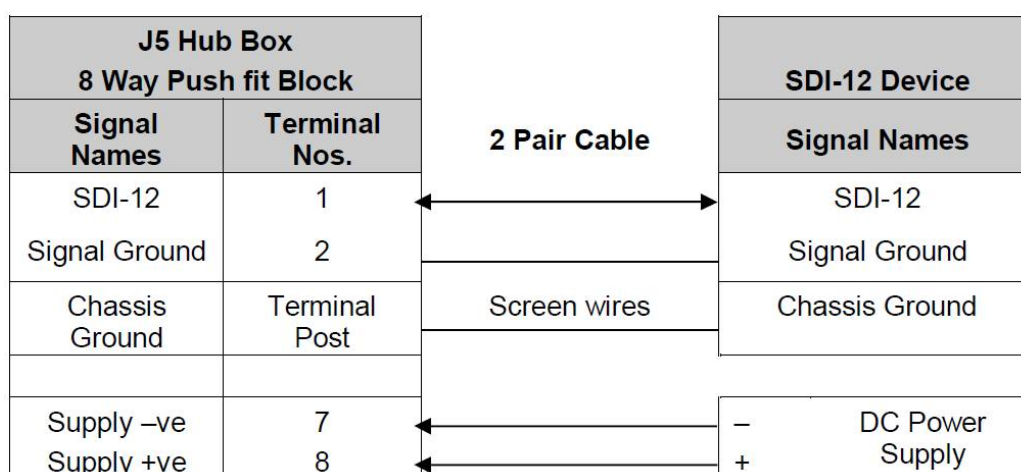 J5 Hub Box
8 Way Push fit Block
SDI-12 Device
Signal Names
Terminal Nos.
2 Pair Cable
Signal Names
SDI-12 1 SDI-12
Signal Ground 2 Signal Ground
Chassis Ground
Terminal Post
Screen wires
Chassis Ground
Supply –ve 7 – DC Power Supply
Supply +ve 8 +